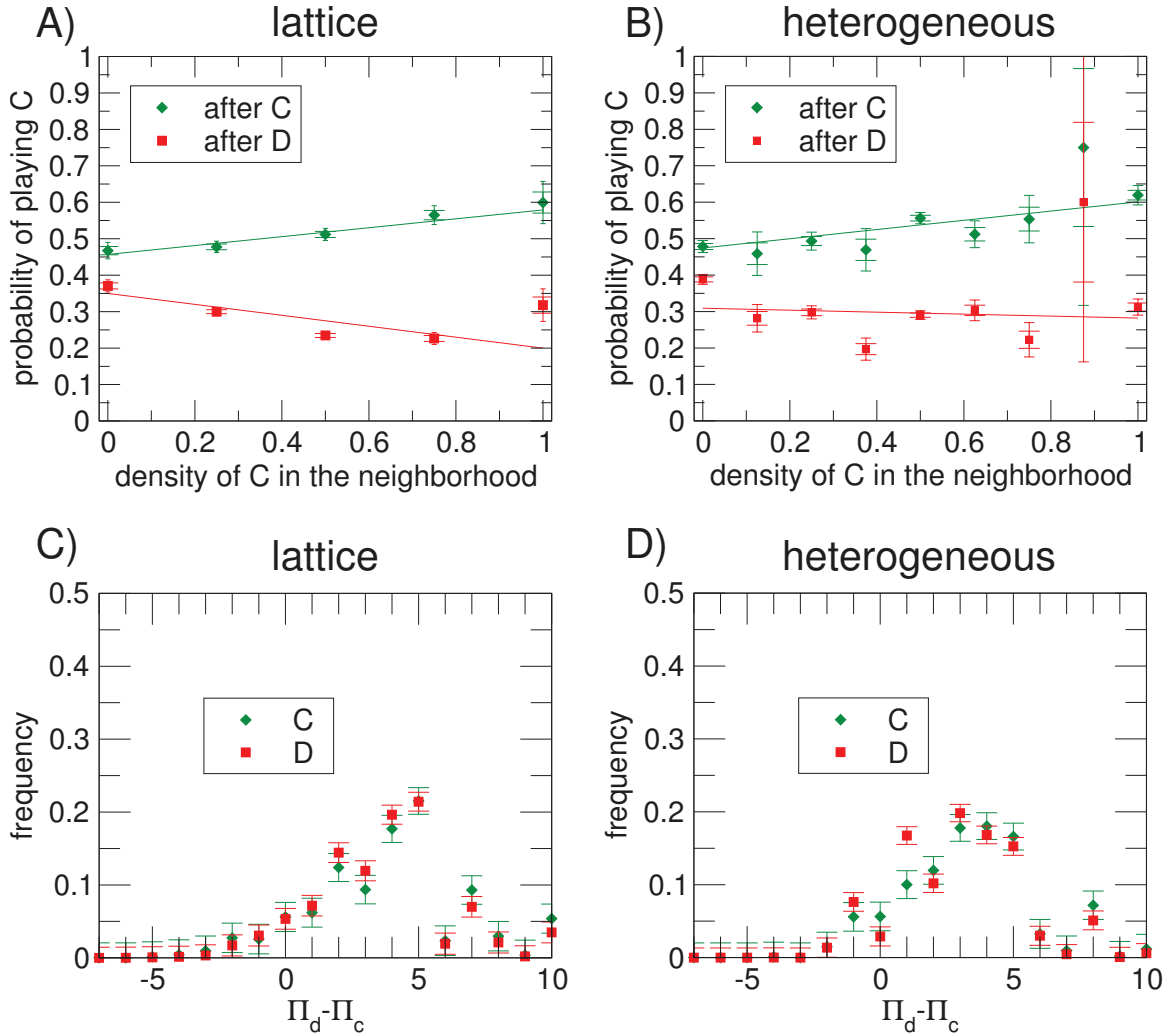 A)
lattice
1
0.9
0.8
0.7
0.6
0.5
0.4
0.3
0.2
0.1
0
probability of playing C
after C
after D
0
0.2
0.4
0.6
0.8
1
density of C in the neighborhood
B)
heterogeneous
1
0.9
0.8
0.7
0.6
0.5
0.4
0.3
0.2
0.1
0
probability of playing C
after C
after D
0
0.2
0.4
0.6
0.8
1
density of C in the neighborhood
C)
lattice
0.5
0.4
0.3
0.2
0.1
0
frequency
C
D
-5
0
5
10
Πd-Πc
D)
heterogeneous
0.5
0.4
0.3
0.2
0.1
0
frequency
C
D
-5
0
5
10
Πd-Πc